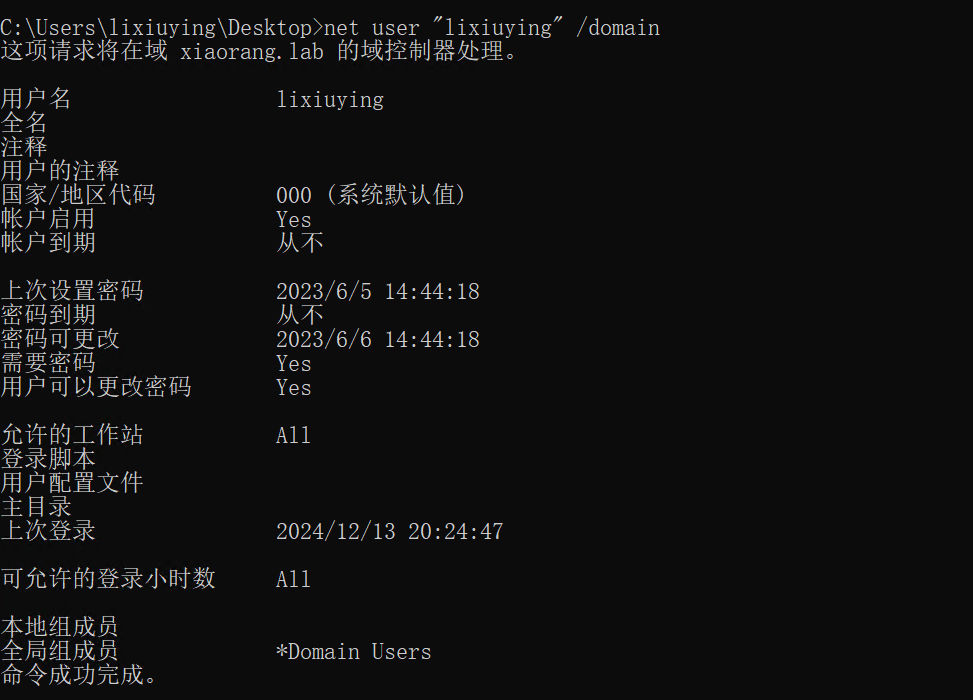 C:\Users\lixiuying\Desktop>net user "lixiuying" /domain
这项请求将在域 xiaorang.lab 的域控制器处理。
用户名 lixiuying
全名
注释
用户的注释
国家/地区代码 000 (系统默认值)
帐户启用 Yes
帐户到期 从不
上次设置密码 2023/6/5 14:44:18
密码到期 从不
密码可更改 2023/6/6 14:44:18
需要密码 Yes
用户可以更改密码 Yes
允许的工作站 All
登录脚本
用户配置文件
主目录
上次登录 2024/12/13 20:24:47
可允许的登录小时数 All
本地组成员
全局组成员 *Domain Users
命令成功完成。